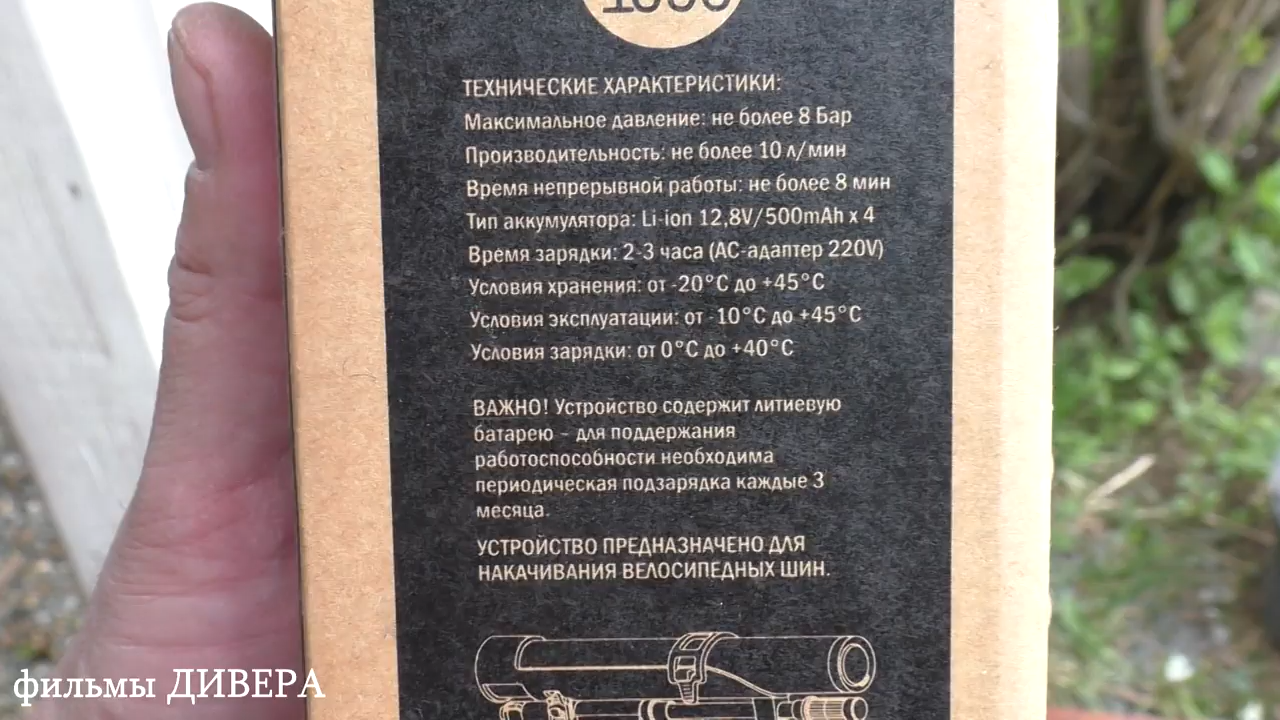 ТЕХНИЧЕСКИЕ ХАРАКТЕРИСТИКИ:
Максимальное давление: не более 8 Бар
Производительность: не более 10 л/мин
Время непрерывной работы: не более 8 мин
Тип аккумулятора: Li-ion 12,8V/500mAh x 4
Время зарядки: 2-3 часа (AC-адаптер 220V)
Условия хранения: от -20°C до +45°C
Условия эксплуатации: от -10°C до +45°C
Условия зарядки: от 0°C до +40°C
ВАЖНО! Устройство содержит литиевую
батарею – для поддержания
работоспособности необходима
периодическая подзарядка каждые 3
месяца.
УСТРОЙСТВО ПРЕДНАЗНАЧЕНО ДЛЯ
НАКАЧИВАНИЯ ВЕЛОСИПЕДНЫХ ШИН.
фильмы ДИВЕРА